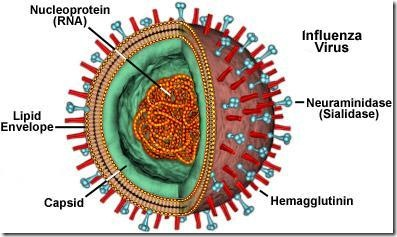 Nucleoprotein
(RNA)
Influenza
Virus
Lipid
Envelope
Neuraminidase
(Sialidase)
Capsid
Hemagglutinin